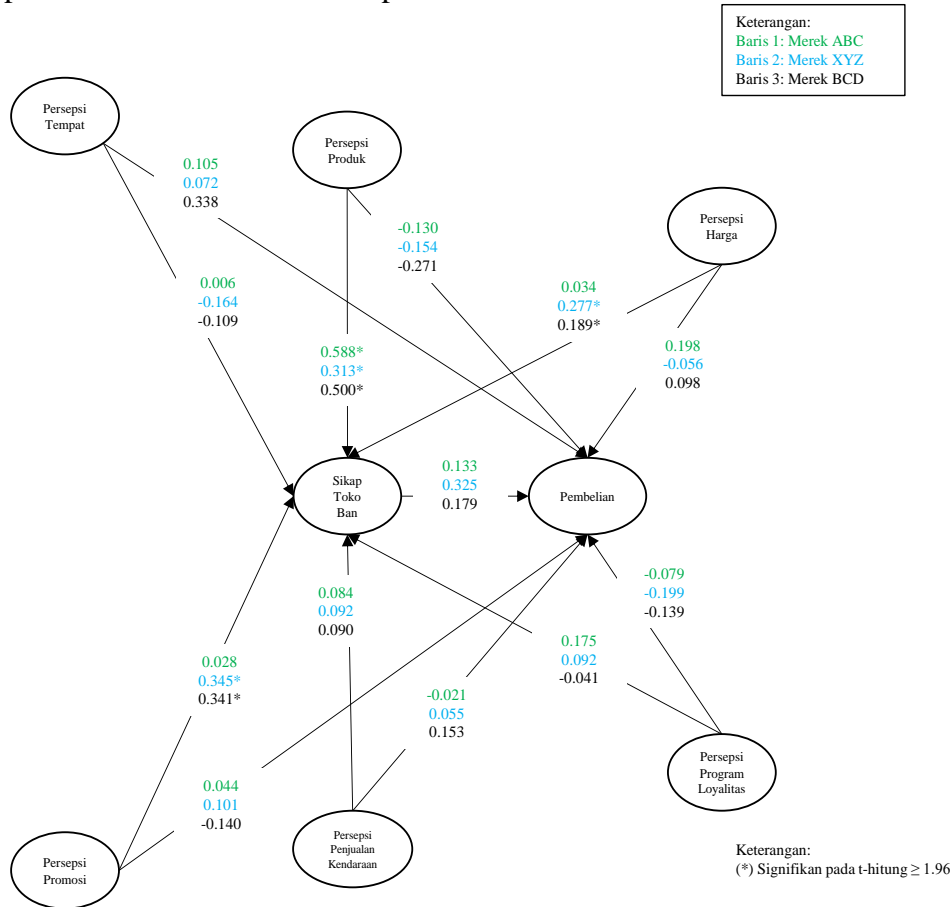 Keterangan:
Baris 1: Merek ABC
Baris 2: Merek XYZ
Baris 3: Merek BCD
Persepsi
Tempat
Persepsi
Produk
0.105
0.072
0.338
-0.130
-0.154
-0.271
Persepsi
Harga
0.006
-0.164
-0.109
0.034
0.277*
0.189*
0.588*
0.313*
0.500*
0.198
-0.056
0.098
Sikap
Toko
Ban
0.133
0.325
0.179
Pembelian
0.084
0.092
0.090
-0.079
-0.199
-0.139
0.028
0.345*
0.341*
0.175
0.092
-0.041
-0.021
0.055
0.153
Persepsi
Program
Loyalitas
0.044
0.101
-0.140
Persepsi
Promosi
Persepsi
Penjualan
Kendaraan
Keterangan:
(*) Signifikan pada t-hitung ≥ 1.96